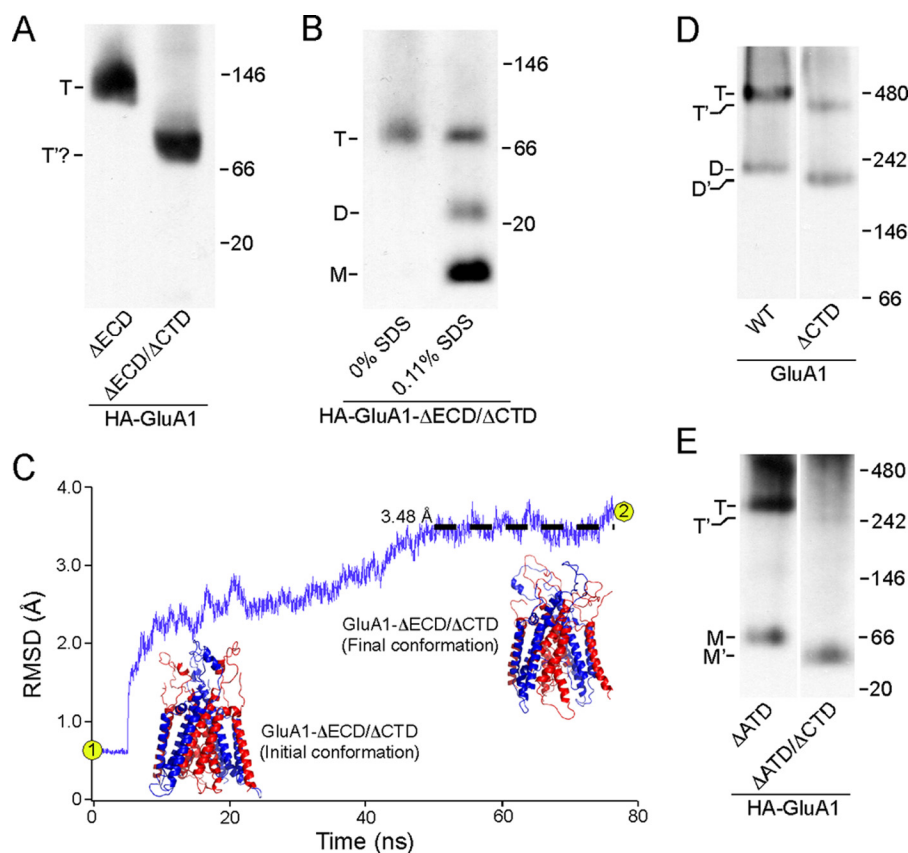 A
T
T'?
-146
-66
-20
ΔECD
ΔECD/ΔCTD
HA-GluA1
B
T
D
M
-146
-66
-20
0% SDS
0.11% SDS
HA-GluA1-ΔECD/ΔCTD
D
T
T'
D
D'
-480
-242
-146
-66
WT
ΔCTD
GluA1
C
RMSD (Å)
4.0
3.0
2.0
1.0
0
0
20
40
60
80
Time (ns)
1
2
3.48 Å
GluA1-ΔECD/ΔCTD
(Initial conformation)
GluA1-ΔECD/ΔCTD
(Final conformation)
E
T
T'
M
M'
-480
-242
-146
-66
-20
ΔATD
ΔATD/ΔCTD
HA-GluA1